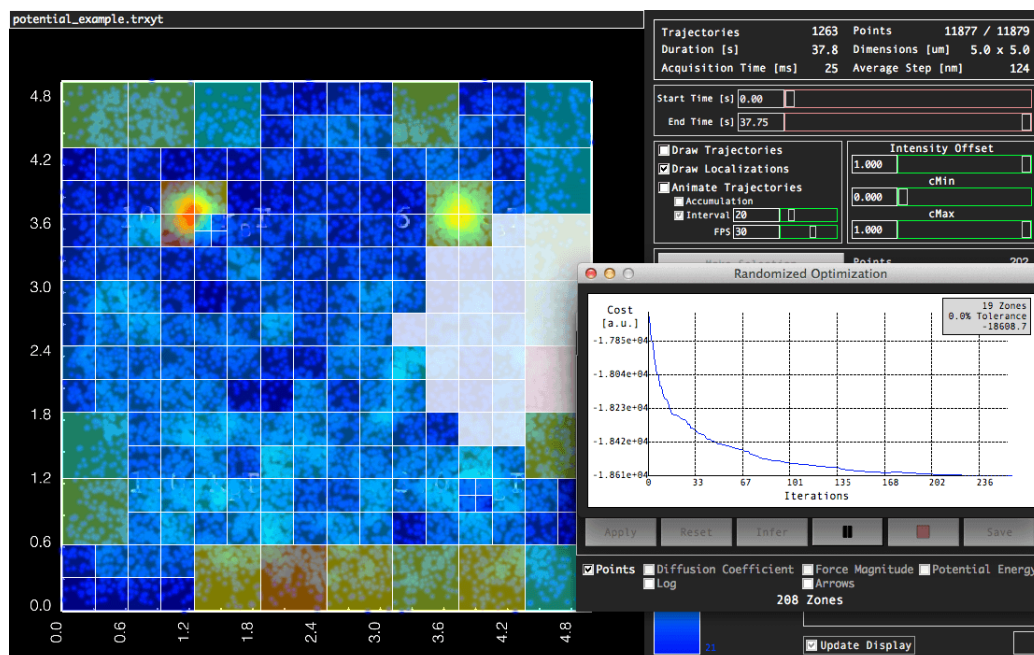 potential_example.trxyt
Trajectories 1263 Points 11877 / 11879
Duration [s] 37.8 Dimensions [um] 5.0 x 5.0
Acquisition Time [ms] 25 Average Step [nm] 124
Start Time [s] 0.00
End Time [s] 37.75
Draw Trajectories
Draw Localizations
Animate Trajectories
Accumulation
Interval 20
FPS 30
Intensity Offset
1.000
cMin
0.000
cMax
1.000
Make Selection
Points 202
Randomized Optimization
Cost
[a.u.]
19 Zones
0.0% Tolerance
-18608.7
-1.785e+04
-1.804e+04
-1.823e+04
-1.842e+04
-1.861e+04
0 33 67 101 135 168 202 236
Iterations
Apply Reset Infer Save
Points Diffusion Coefficient Force Magnitude Potential Energy
Log Arrows
208 Zones
21
Update Display
4.8
4.2
3.6
3.0
2.4
1.8
1.2
0.6
0.0
0.0 0.6 1.2 1.8 2.4 3.0 3.6 4.2 4.8